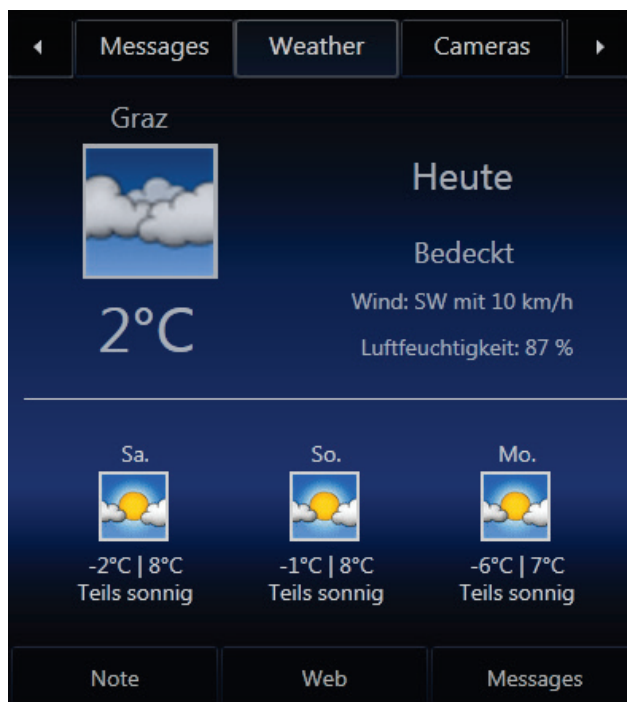 Messages Weather Cameras
Graz
Heute
Bedeckt
2°C
Wind: SW mit 10 km/h
Luftfeuchtigkeit: 87 %
Sa. So. Mo.
-2°C | 8°C -1°C | 8°C -6°C | 7°C
Teils sonnig Teils sonnig Teils sonnig
Note Web Messages